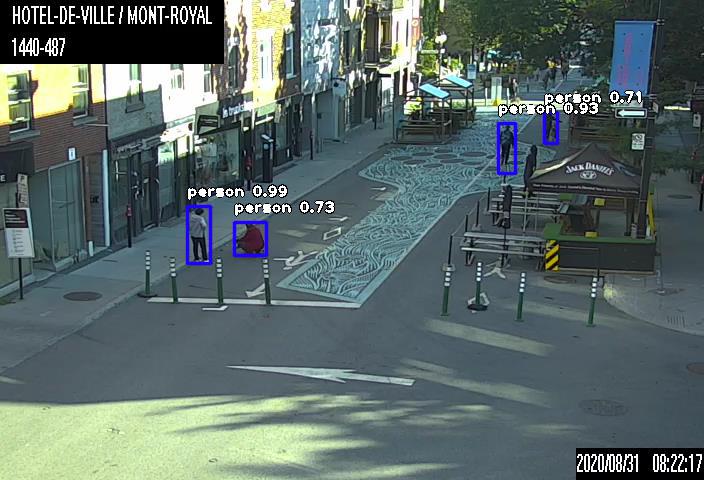 HOTEL-DE-VILLE / MONT-ROYAL
1440-487
person 0.71
person 0.93
person 0.99
person 0.73
JACK DANIEL'S
2020/08/31 08:22:17